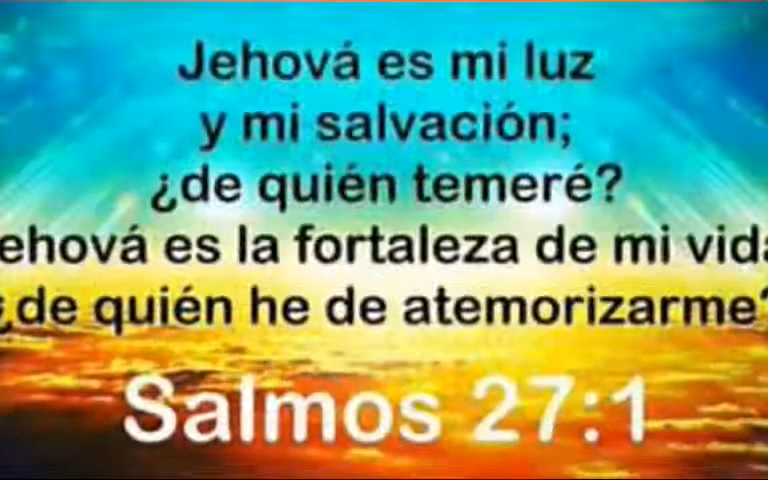 Jehová es mi luz
y mi salvación;
¿de quién temeré?
ehová es la fortaleza de mi vida
¿de quién he de atemorizarme?
Salmos 27:1